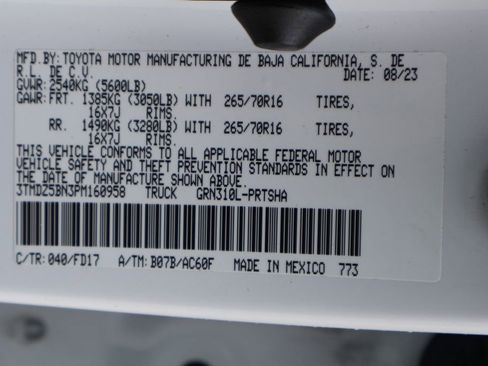 MFD.BY:TOYOTA MOTOR MANUFACTURING DE BAJA CALIFORNIA, S. DE
R.L. DE C.V. DATE: 08/23
GVWR: 2540KG (5600LB)
GAWR: FRT. 1385KG (3050LB) WITH 265/70R16 TIRES,
16X7J RIMS.
RR. 1490KG (3280LB) WITH 265/70R16 TIRES,
16X7J RIMS.
THIS VEHICLE CONFORMS TO ALL APPLICABLE FEDERAL MOTOR
VEHICLE SAFETY AND THEFT PREVENTION STANDARDS IN EFFECT ON
THE DATE OF MANUFACTURE SHOWN ABOVE.
3TMDZ5BN3PM160958 TRUCK GRN310L-PRTSHA
C/TR: 040/FD17 A/TM: B07B/AC60F MADE IN MEXICO 773